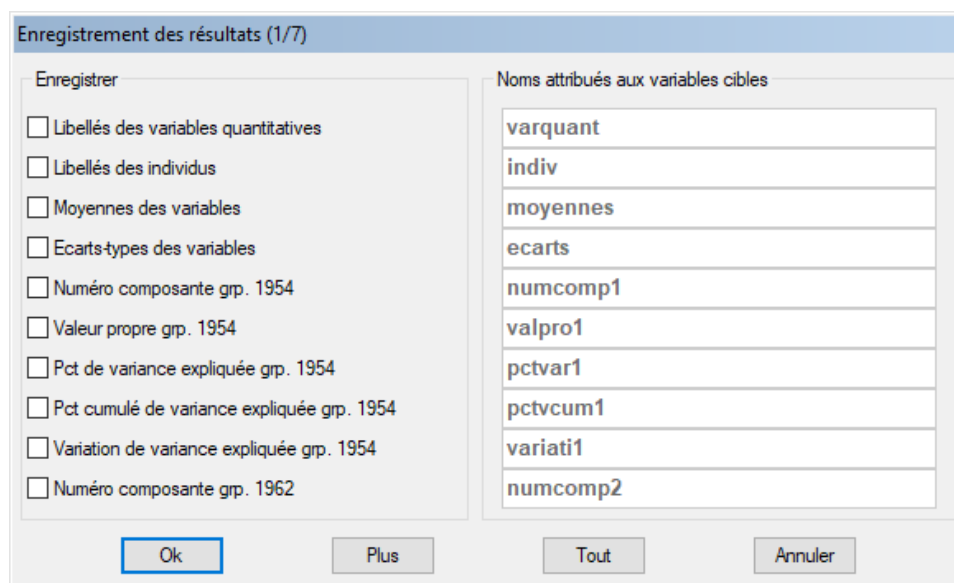 Enregistrement des résultats (1/7)
Enregistrer
Libellés des variables quantitatives
Libellés des individus
Moyennes des variables
Ecarts-types des variables
Numéro composante grp. 1954
Valeur propre grp. 1954
Pct de variance expliquée grp. 1954
Pct cumulé de variance expliquée grp. 1954
Variation de variance expliquée grp. 1954
Numéro composante grp. 1962
Noms attribués aux variables cibles
varquant
indiv
moyennes
ecarts
numcomp1
valpro1
pctvar1
pctvcum1
variati1
numcomp2
Ok
Plus
Tout
Annuler